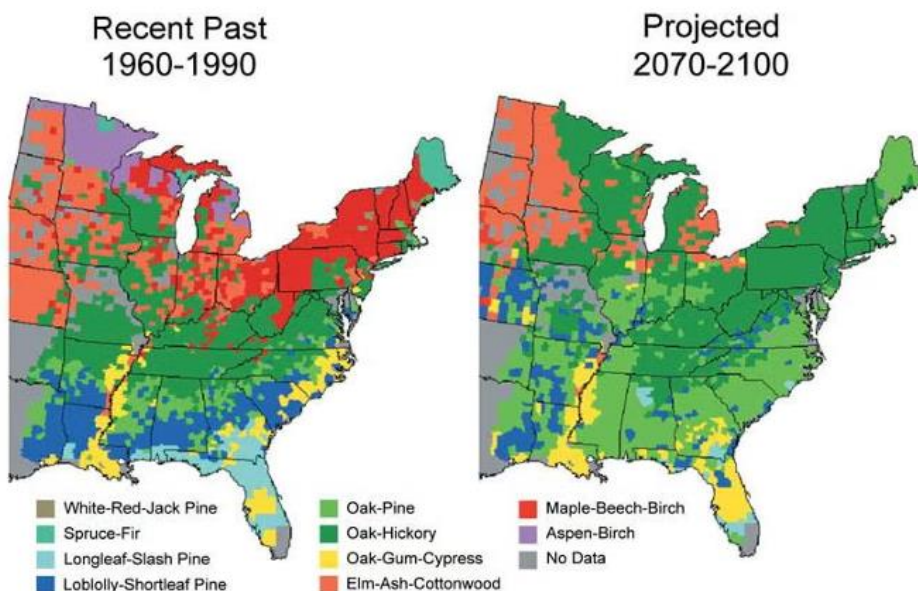 Recent Past
1960-1990
Projected
2070-2100
White-Red-Jack Pine
Spruce-Fir
Longleaf-Slash Pine
Loblolly-Shortleaf Pine
Oak-Pine
Oak-Hickory
Oak-Gum-Cypress
Elm-Ash-Cottonwood
Maple-Beech-Birch
Aspen-Birch
No Data